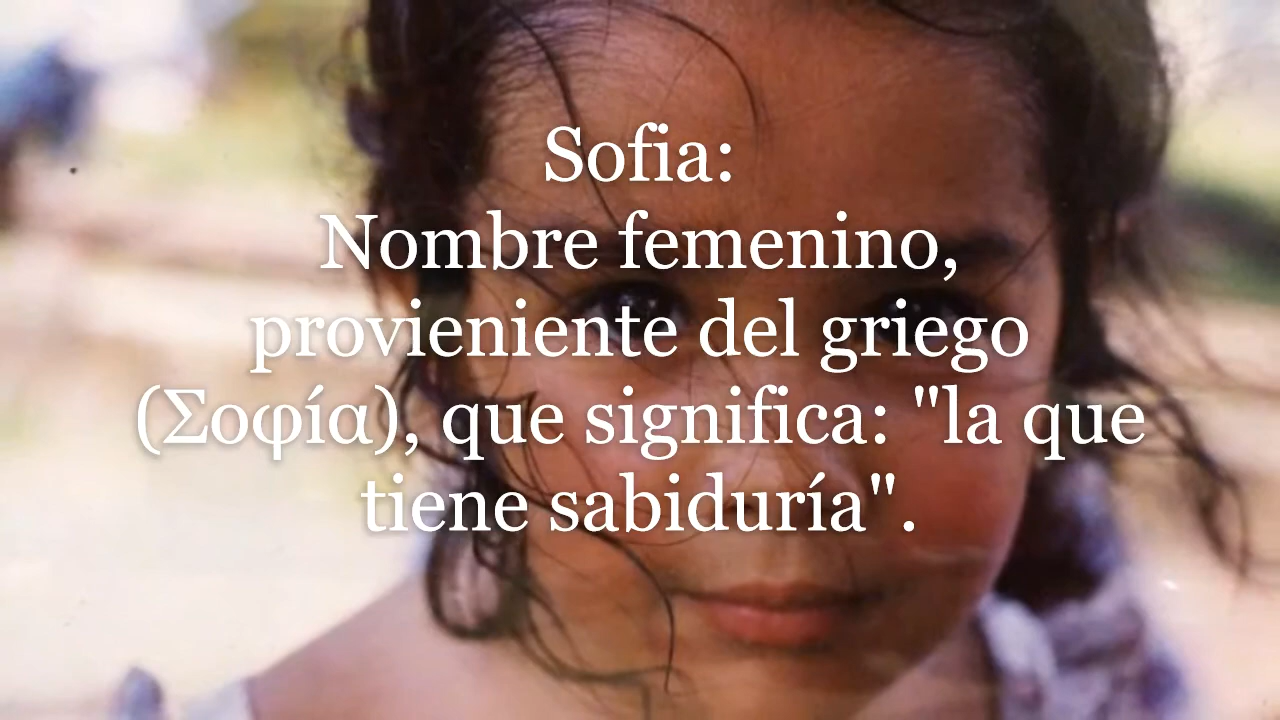 Sofia:
Nombre femenino,
provieniente del griego
(Σοφία), que significa: "la que
tiene sabiduría".